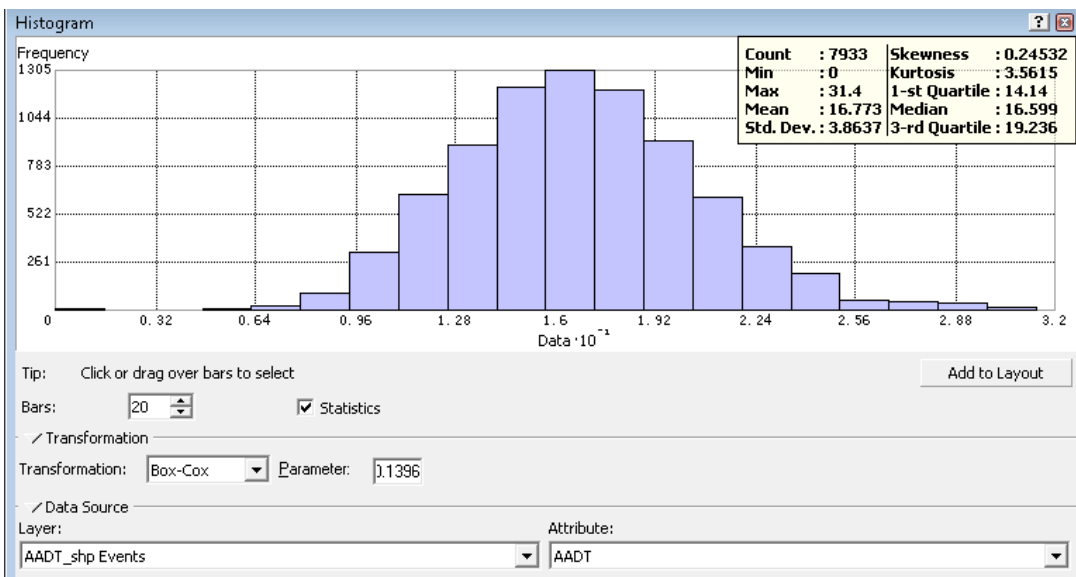 Histogram
Frequency
Count : 7933 Skewness : 0.24532
Min : 0 Kurtosis : 3.5615
Max : 31.4 1-st Quartile : 14.14
Mean : 16.773 Median : 16.599
Std. Dev. : 3.8637 3-rd Quartile : 19.236
1305
1044
783
522
261
0 0.32 0.64 0.96 1.28 1.6 1.92 2.24 2.56 2.88 3.2
Data ·10⁻¹
Tip: Click or drag over bars to select
Add to Layout
Bars: 20 Statistics
Transformation
Transformation: Box-Cox Parameter: 0.1396
Data Source
Layer: Attribute:
AADT_shp Events AADT